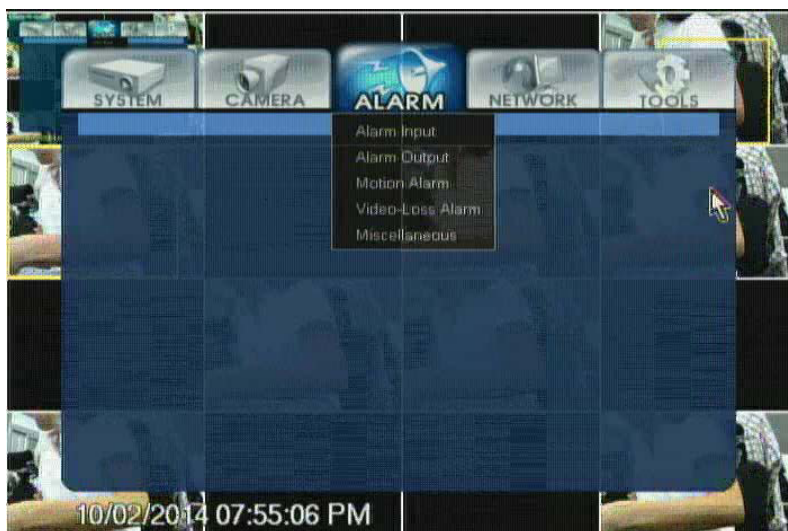 SYSTEM CAMERA ALARM NETWORK TOOLS
Alarm Input
Alarm Output
Motion Alarm
Video-Loss Alarm
Miscellaneous
10/02/2014 07:55:06 PM